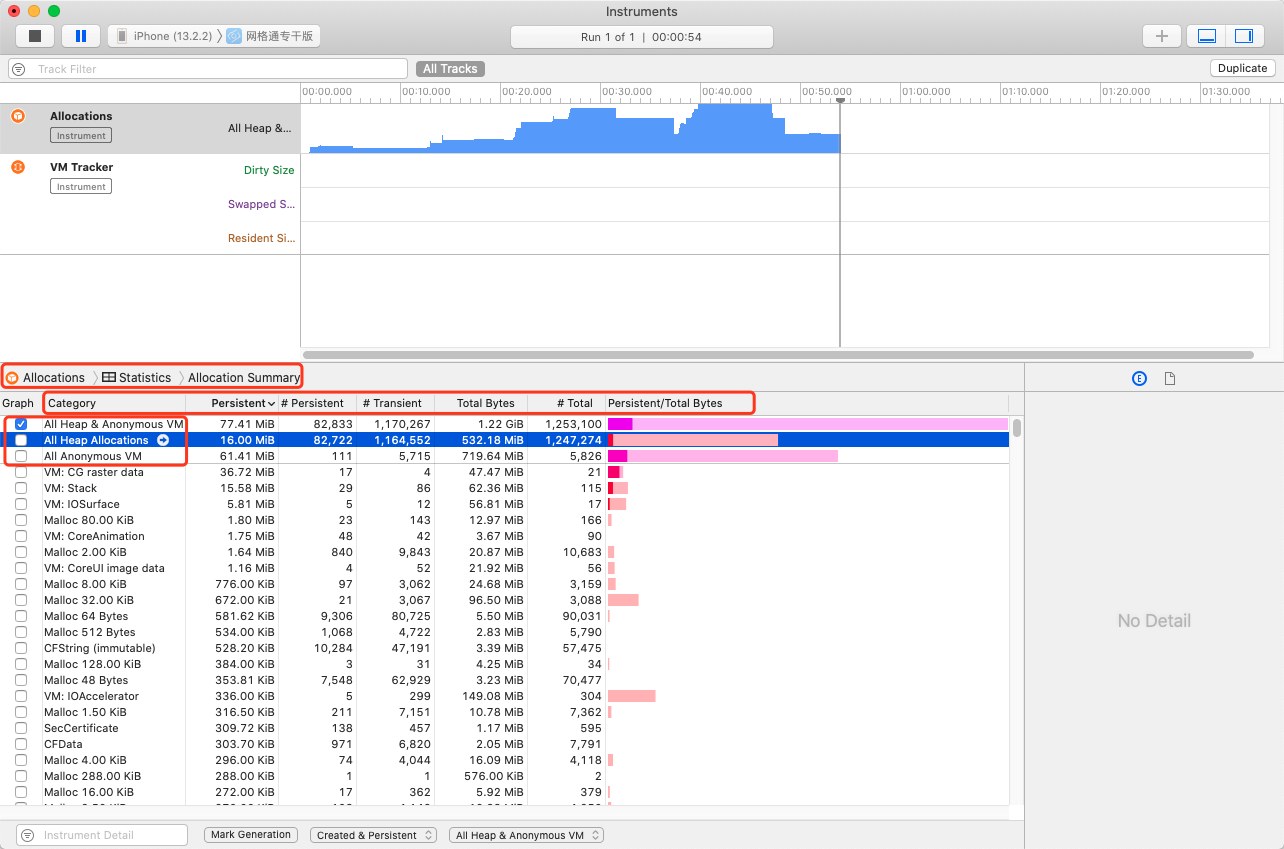 Instruments
iPhone (13.2.2) 〉 网格通专干版
Run 1 of 1 | 00:00:54
Track Filter
All Tracks
Duplicate
00:00.000 00:10.000 00:20.000 00:30.000 00:40.000 00:50.000 01:00.000 01:10.000 01:20.000 01:30.000
Allocations
Instrument
All Heap &...
VM Tracker
Instrument
Dirty Size
Swapped S...
Resident Si...
Allocations 〉 Statistics 〉 Allocation Summary
Graph Category Persistent # Persistent # Transient Total Bytes # Total Persistent/Total Bytes
All Heap & Anonymous VM 77.41 MiB 82,833 1,170,267 1.22 GiB 1,253,100
All Heap Allocations 16.00 MiB 82,722 1,164,552 532.18 MiB 1,247,274
All Anonymous VM 61.41 MiB 111 5,715 719.64 MiB 5,826
VM: CG raster data 36.72 MiB 17 4 47.47 MiB 21
VM: Stack 15.58 MiB 29 86 62.36 MiB 115
VM: IOSurface 5.81 MiB 5 12 56.81 MiB 17
Malloc 80.00 KiB 1.80 MiB 23 143 12.97 MiB 166
VM: CoreAnimation 1.75 MiB 48 42 3.67 MiB 90
Malloc 2.00 KiB 1.64 MiB 840 9,843 20.87 MiB 10,683
VM: CoreUI image data 1.16 MiB 4 52 21.92 MiB 56
Malloc 8.00 KiB 776.00 KiB 97 3,062 24.68 MiB 3,159
Malloc 32.00 KiB 672.00 KiB 21 3,067 96.50 MiB 3,088
Malloc 64 Bytes 581.62 KiB 9,306 80,725 5.50 MiB 90,031
Malloc 512 Bytes 534.00 KiB 1,068 4,722 2.83 MiB 5,790
CFString (immutable) 528.20 KiB 10,284 47,191 3.39 MiB 57,475
Malloc 128.00 KiB 384.00 KiB 3 31 4.25 MiB 34
Malloc 48 Bytes 353.81 KiB 7,548 62,929 3.23 MiB 70,477
VM: IOAccelerator 336.00 KiB 5 299 149.08 MiB 304
Malloc 1.50 KiB 316.50 KiB 211 7,151 10.78 MiB 7,362
SecCertificate 309.72 KiB 138 457 1.17 MiB 595
CFData 303.70 KiB 971 6,820 2.05 MiB 7,791
Malloc 4.00 KiB 296.00 KiB 74 4,044 16.09 MiB 4,118
Malloc 288.00 KiB 288.00 KiB 1 1 576.00 KiB 2
Malloc 16.00 KiB 272.00 KiB 17 362 5.92 MiB 379
No Detail
Instrument Detail
Mark Generation
Created & Persistent
All Heap & Anonymous VM